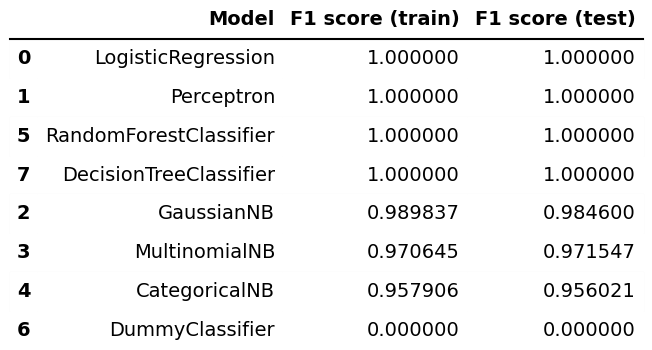 Model F1 score (train) F1 score (test)
0 LogisticRegression 1.000000 1.000000
1 Perceptron 1.000000 1.000000
5 RandomForestClassifier 1.000000 1.000000
7 DecisionTreeClassifier 1.000000 1.000000
2 GaussianNB 0.989837 0.984600
3 MultinomialNB 0.970645 0.971547
4 CategoricalNB 0.957906 0.956021
6 DummyClassifier 0.000000 0.000000